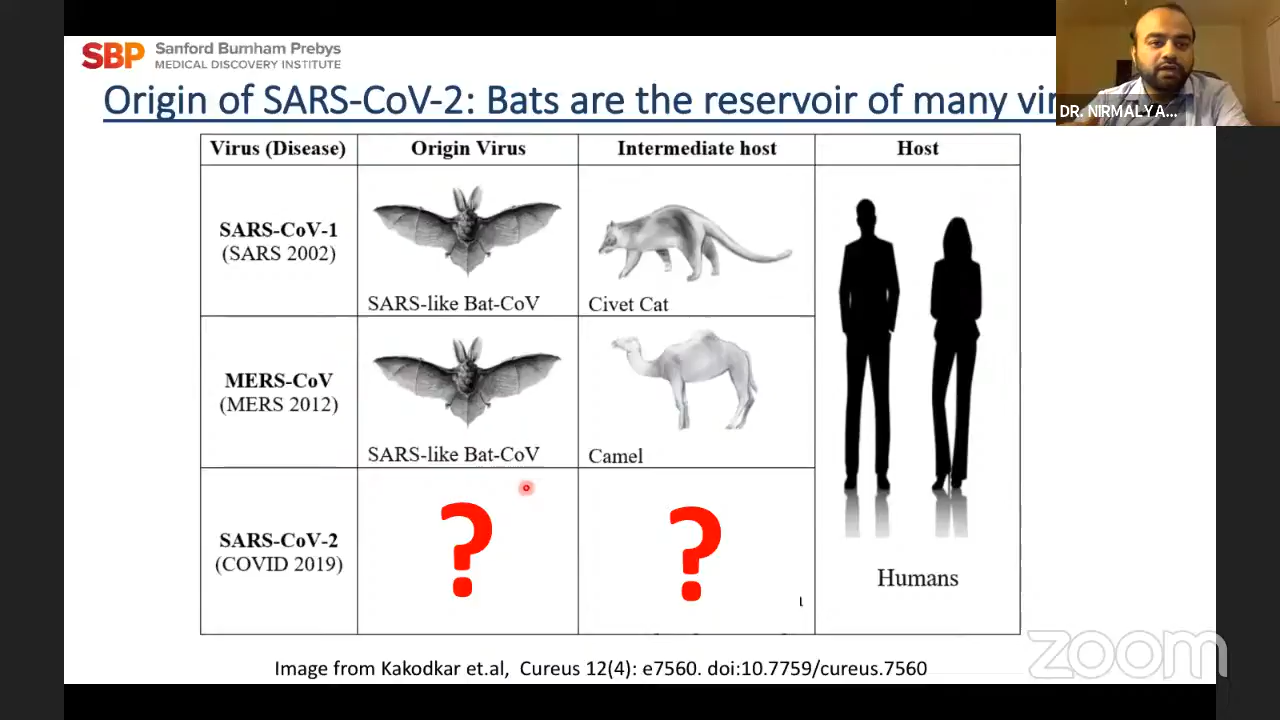 SBP Sanford Burnham Prebys
MEDICAL DISCOVERY INSTITUTE
Origin of SARS-CoV-2: Bats are the reservoir of many vir
DR. NIRMALYA...
Virus (Disease) Origin Virus Intermediate host Host
SARS-CoV-1
(SARS 2002)
SARS-like Bat-CoV
Civet Cat
MERS-CoV
(MERS 2012)
SARS-like Bat-CoV
Camel
SARS-CoV-2
(COVID 2019)
? ?
Humans
Image from Kakodkar et.al, Cureus 12(4): e7560. doi:10.7759/cureus.7560
zoom